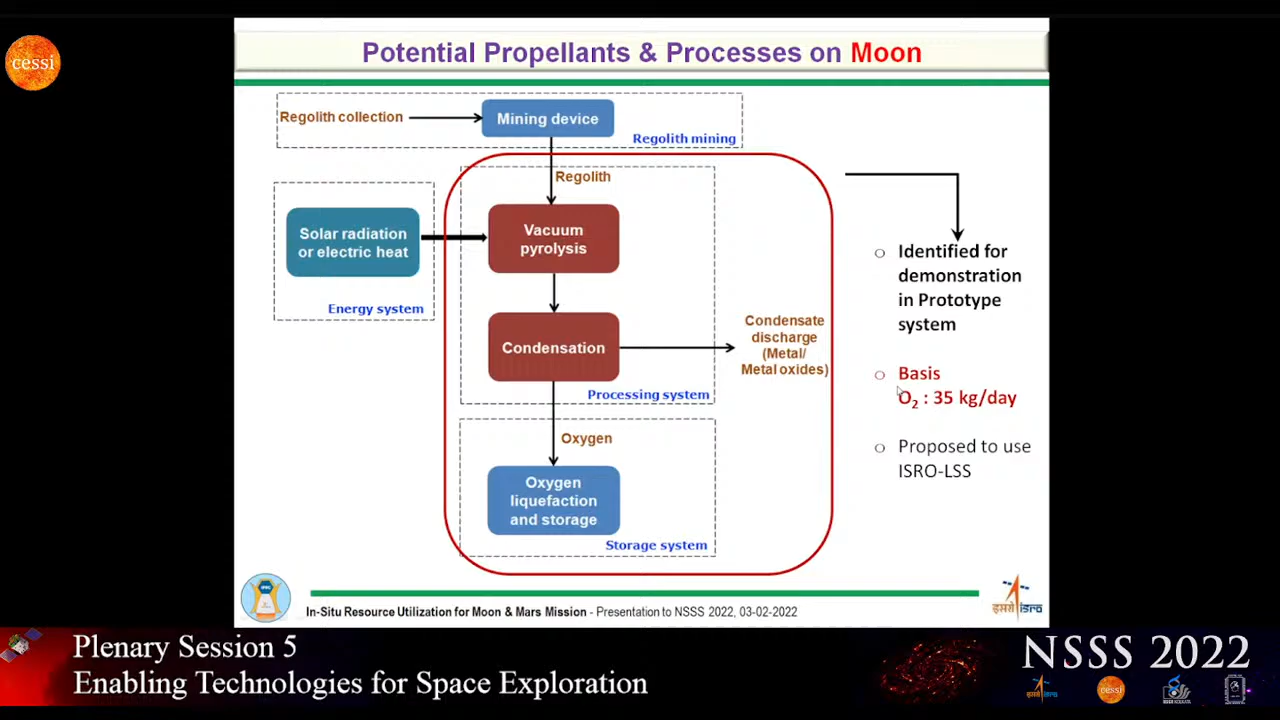 cessi
Potential Propellants & Processes on Moon
Regolith collection
Mining device
Regolith mining
Regolith
Solar radiation
or electric heat
Energy system
Vacuum
pyrolysis
Condensation
Condensate
discharge
(Metal/
Metal oxides)
Processing system
Oxygen
Oxygen
liquefaction
and storage
Storage system
○ Identified for
demonstration
in Prototype
system
○ Basis
O₂ : 35 kg/day
○ Proposed to use
ISRO-LSS
In-Situ Resource Utilization for Moon & Mars Mission - Presentation to NSSS 2022, 03-02-2022
इसरो isro
Plenary Session 5
Enabling Technologies for Space Exploration
NSSS 2022